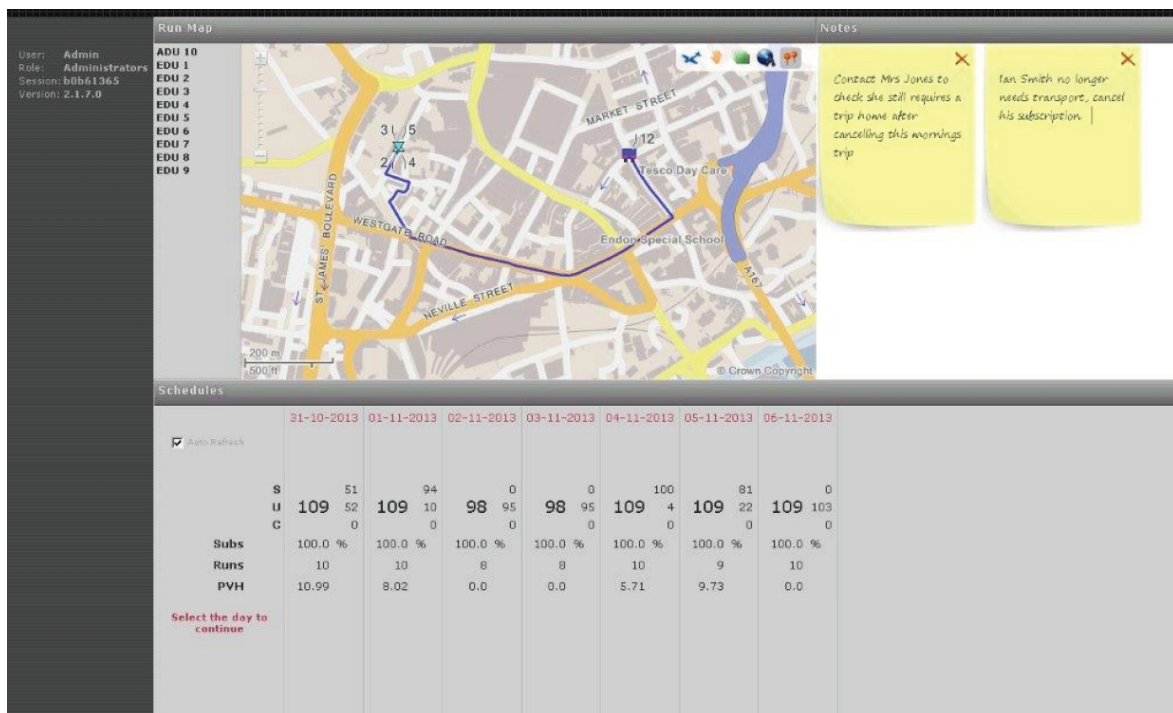 Run Map
Notes
User: Admin
Role: Administrators
Session: b0b61365
Version: 2.1.7.0
ADU 10
EDU 1
EDU 2
EDU 3
EDU 4
EDU 5
EDU 6
EDU 7
EDU 8
EDU 9
MARKET STREET
3 5
2 4
12
Tesco Day Care
ST JAMES' BOULEVARD
WESTGATE ROAD
Endon Special School
NEVILLE STREET
A167
200 m
500 ft
© Crown Copyright
Contact Mrs Jones to
check she still requires a
trip home after
cancelling this mornings
trip
Ian Smith no longer
needs transport, cancel
his subscription.
Schedules
31-10-2013 01-11-2013 02-11-2013 03-11-2013 04-11-2013 05-11-2013 06-11-2013
Auto Refresh
S 51 94 0 0 100 81 0
U 109 52 109 10 98 95 98 95 109 4 109 22 109 103
C 0 0 0 0 0 0 0
Subs 100.0 % 100.0 % 100.0 % 100.0 % 100.0 % 100.0 % 100.0 %
Runs 10 10 8 8 10 9 10
PVH 10.99 8.02 0.0 0.0 5.71 9.73 0.0
Select the day to
continue